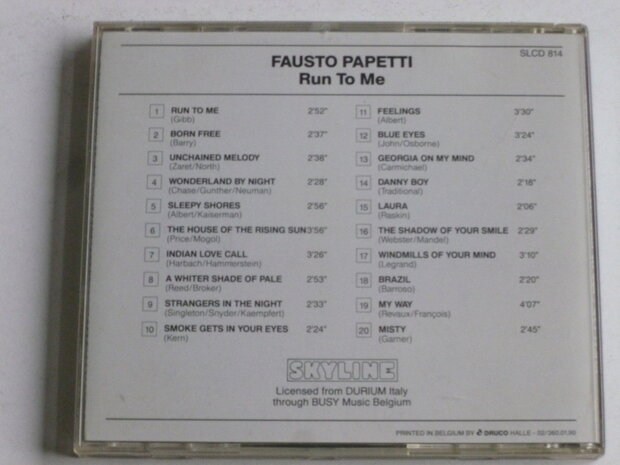 SLCD 814
FAUSTO PAPETTI
Run To Me
1 RUN TO ME 2'52"
(Gibb)
2 BORN FREE 2'37"
(Barry)
3 UNCHAINED MELODY 2'38"
(Zaret/North)
4 WONDERLAND BY NIGHT 2'28"
(Chase/Gunther/Neuman)
5 SLEEPY SHORES 2'56"
(Albert/Kaiserman)
6 THE HOUSE OF THE RISING SUN 3'56"
(Price/Mogol)
7 INDIAN LOVE CALL 3'26"
(Harbach/Hammerstein)
8 A WHITER SHADE OF PALE 2'53"
(Reed/Broker)
9 STRANGERS IN THE NIGHT 2'33"
(Singleton/Snyder/Kaempfert)
10 SMOKE GETS IN YOUR EYES 2'24"
(Kern)
11 FEELINGS 3'30"
(Albert)
12 BLUE EYES 3'24"
(John/Osborne)
13 GEORGIA ON MY MIND 2'34"
(Carmichael)
14 DANNY BOY 2'18"
(Traditional)
15 LAURA 2'06"
(Raskin)
16 THE SHADOW OF YOUR SMILE 2'29"
(Webster/Mandel)
17 WINDMILLS OF YOUR MIND 3'10"
(Legrand)
18 BRAZIL 2'20"
(Barroso)
19 MY WAY 4'07"
(Revaux/François)
20 MISTY 2'45"
(Garner)
SKYLINE
Licensed from DURIUM Italy
through BUSY Music Belgium
PRINTED IN BELGIUM BY DRUCO HALLE - 02/360.01.90